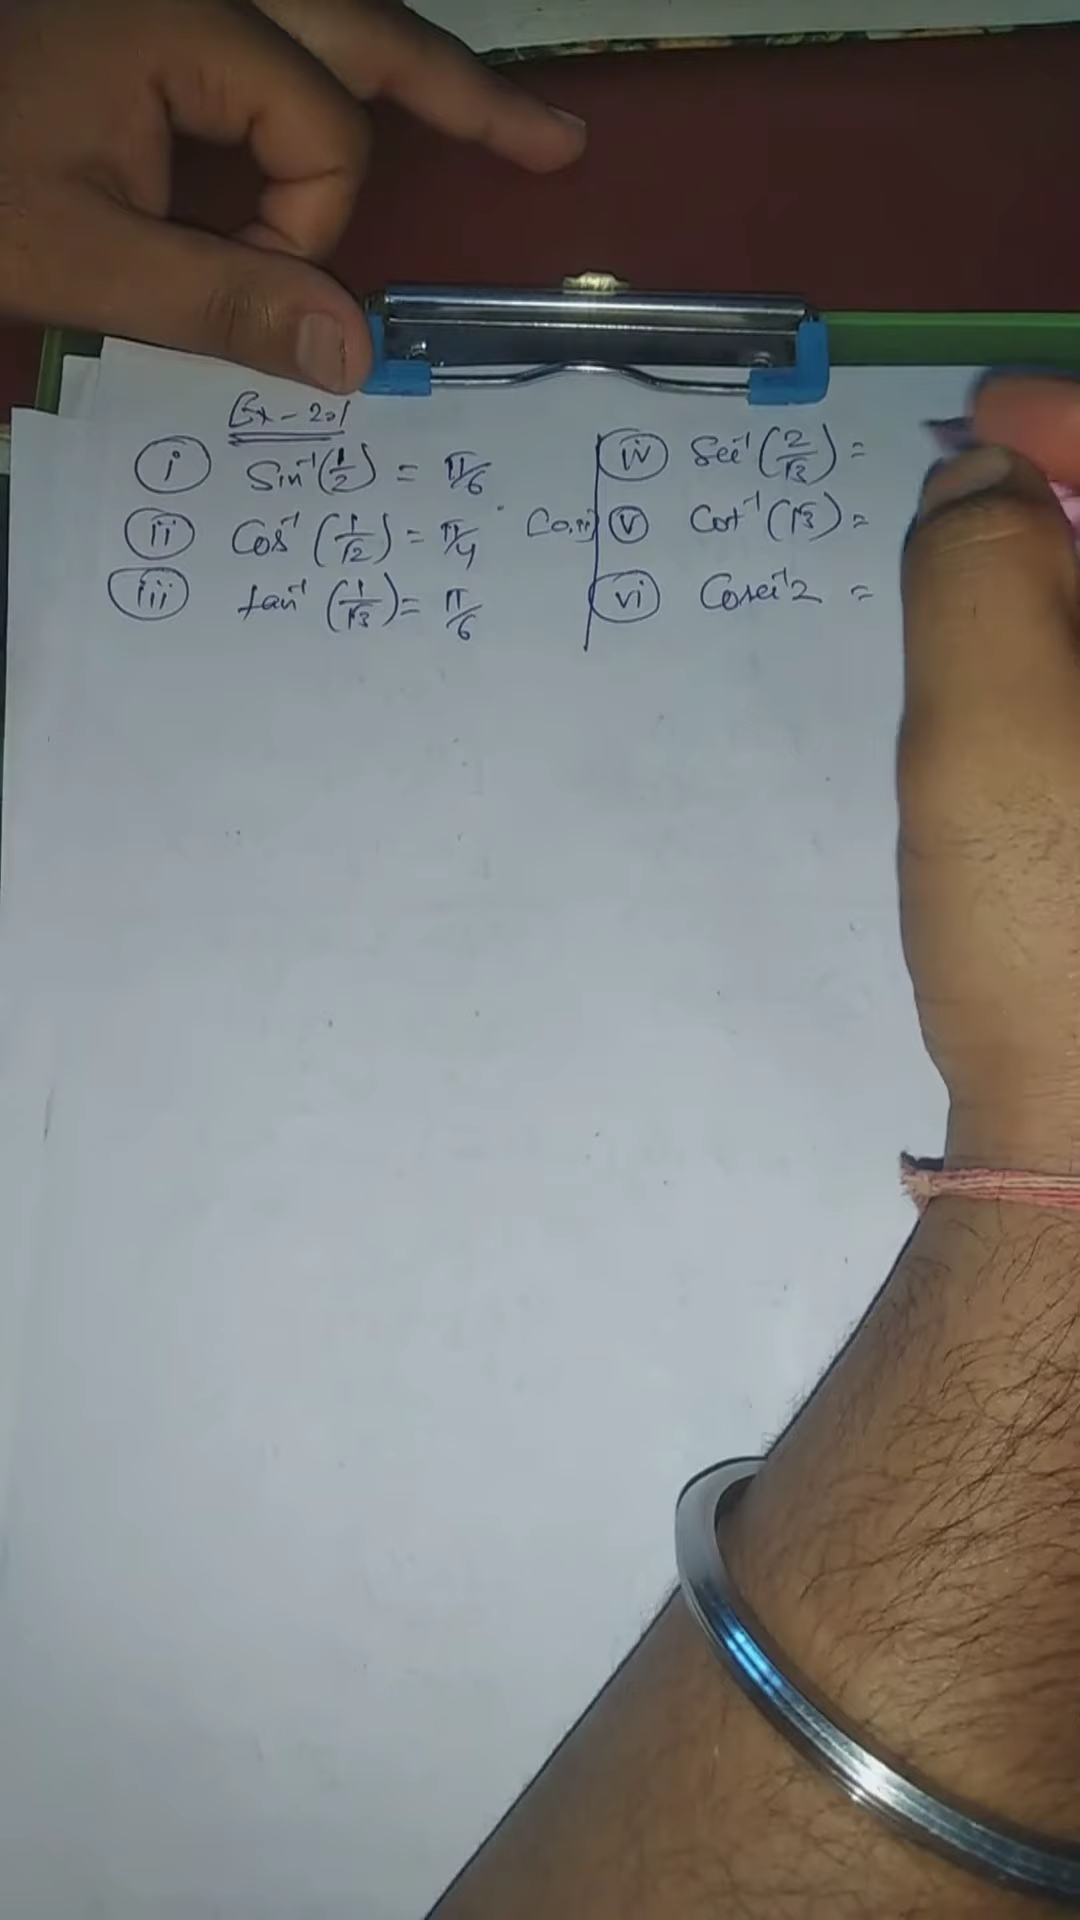 Ex - 2.1
i sin⁻¹(1/2) = π/6
ii cos⁻¹(1/√2) = π/4
iii tan⁻¹(1/√3) = π/6
iv sec⁻¹(2/√3) =
v cot⁻¹(√3) =
vi cosec⁻¹2 =